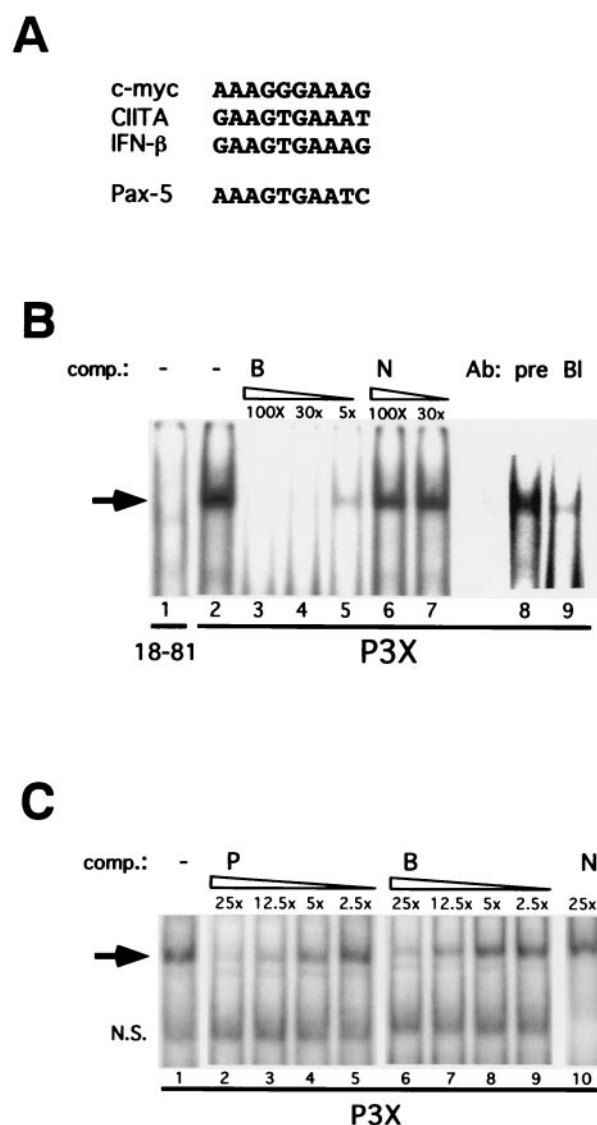 A
c-myc AAAGGGAAAG
CIITA GAAGTGAAAT
IFN-β GAAGTGAAAG
Pax-5 AAAGTGAATC
B
comp.: - - B N Ab: pre Bl
100X 30x 5x 100X 30x
1 2 3 4 5 6 7 8 9
18-81 P3X
C
comp.: - P B N
25x 12.5x 5x 2.5x 25x 12.5x 5x 2.5x 25x
N.S.
1 2 3 4 5 6 7 8 9 10
P3X